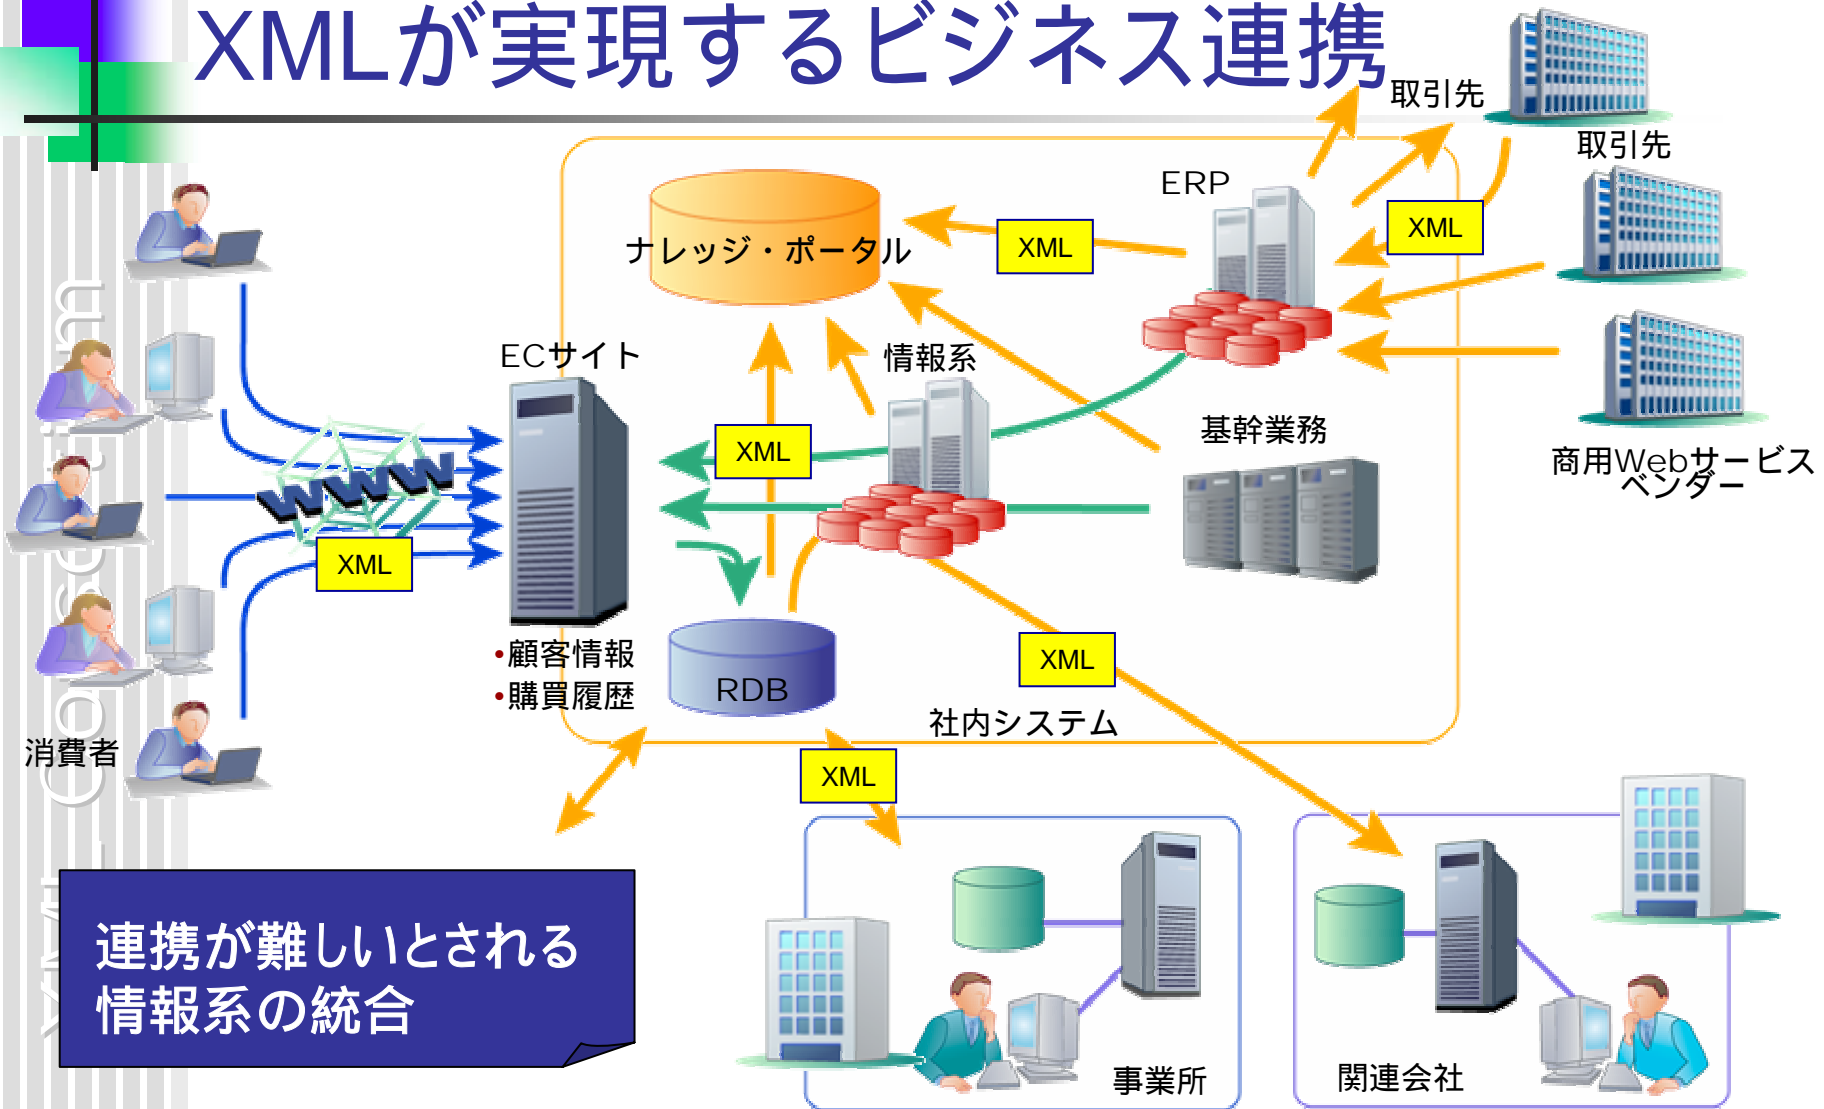 XMLが実現するビジネス連携
取引先
取引先
ERP
XML
XML
ナレッジ・ポータル
ECサイト
情報系
XML
基幹業務
商用Webサービス
ベンダー
WWW
XML
•顧客情報
•購買履歴
RDB
XML
社内システム
消費者
XML
連携が難しいとされる
情報系の統合
事業所
関連会社